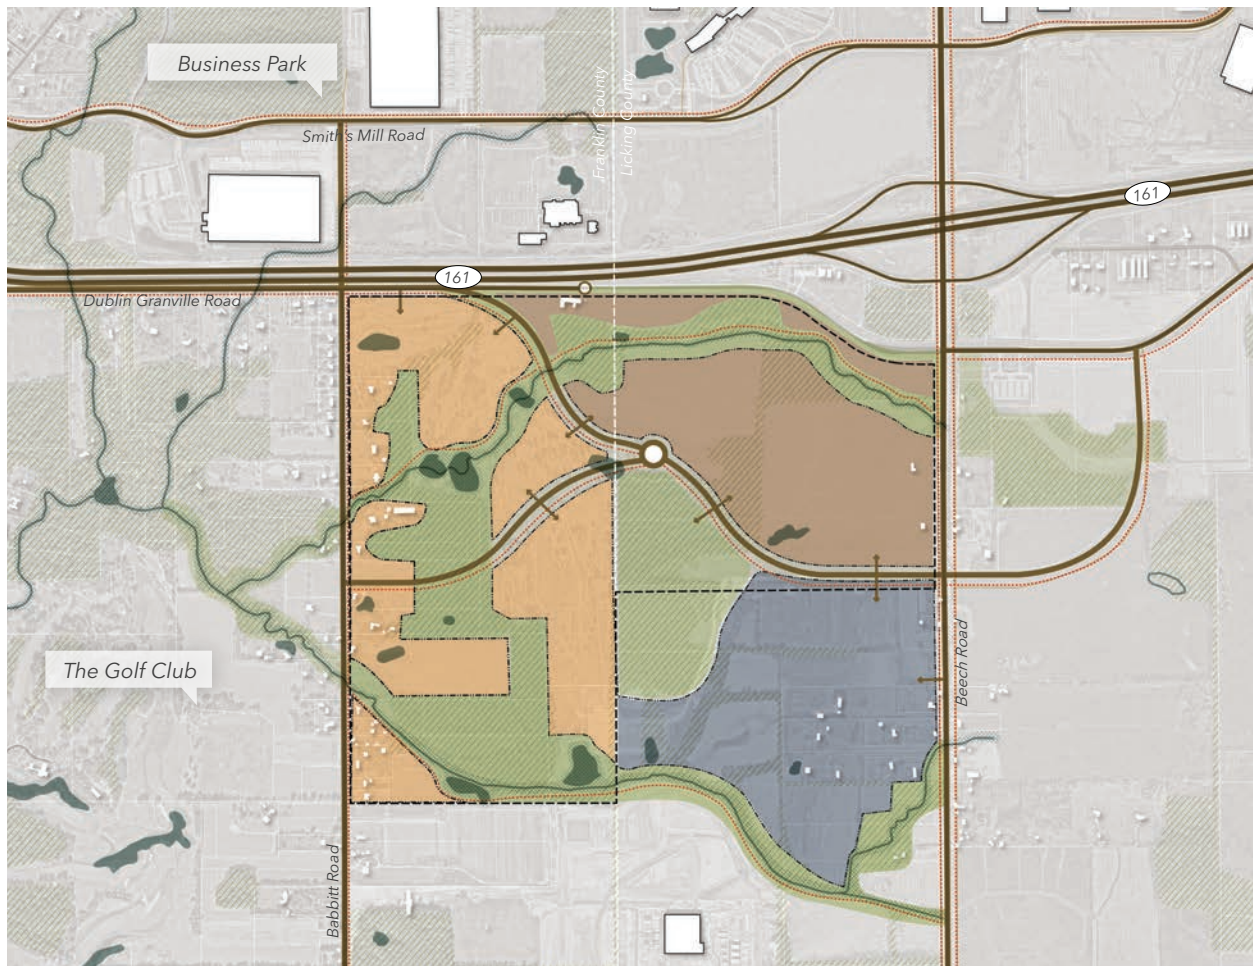 Business Park
Smith's Mill Road
Franklin County
Licking County
161
161
Dublin Granville Road
The Golf Club
Beech Road
Babbitt Road